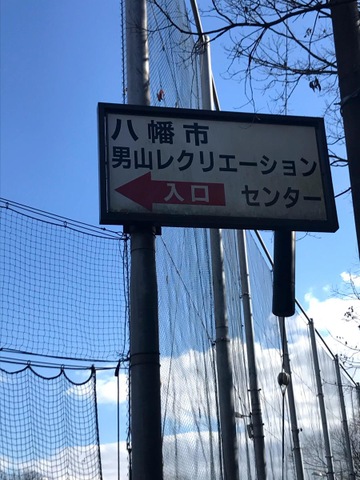 八幡市
男山レクリエーション
入口 センター